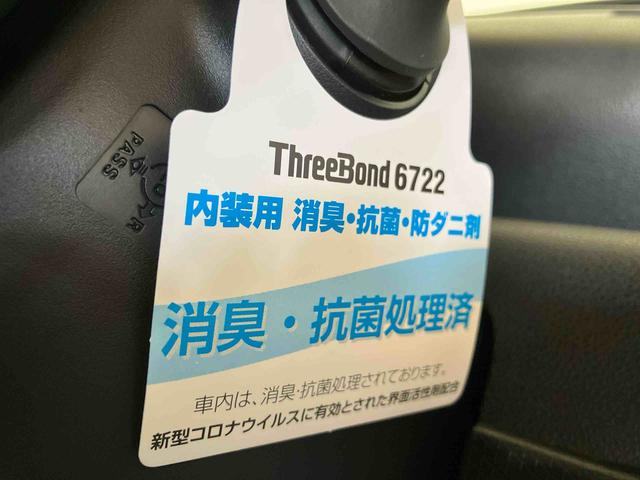 ThreeBond 6722
内装用 消臭・抗菌・防ダニ剤
消臭・抗菌処理済
車内は、消臭・抗菌処理されております。
新型コロナウイルスに有効とされた界面活性剤配合
PASS
R